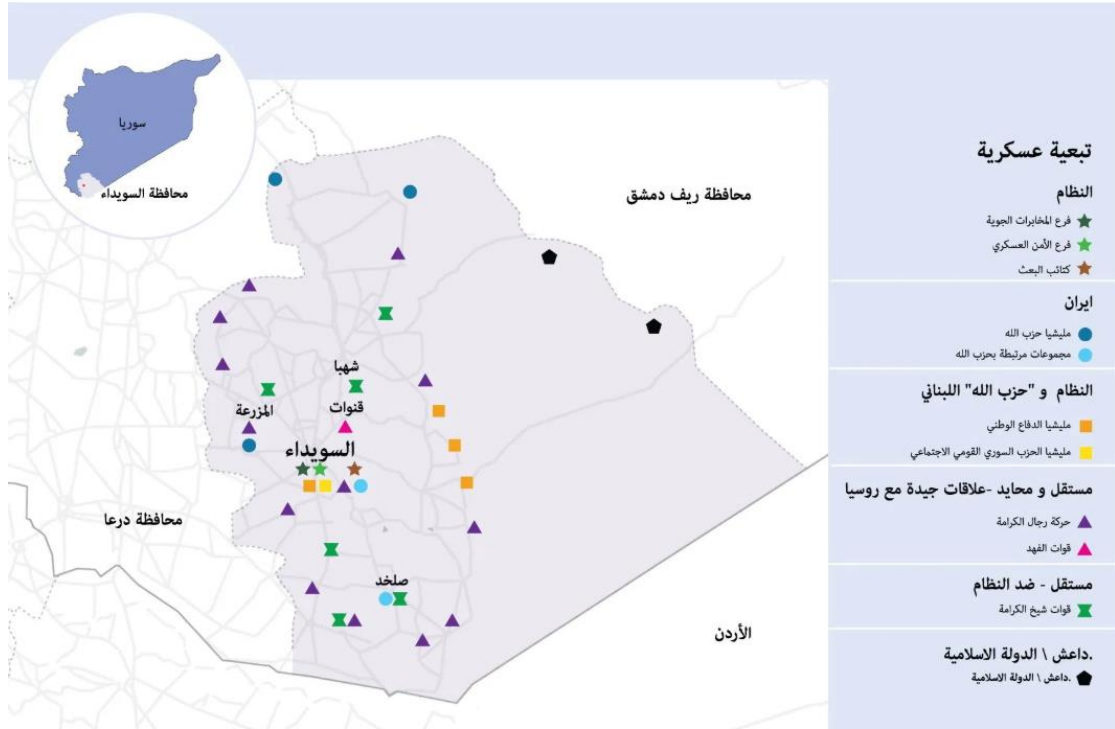 سوريا
محافظة السويداء
محافظة ريف دمشق
شهبا
قنوات
المزرعة
السويداء
محافظة درعا
صلخد
الأردن
تبعية عسكرية
النظام
فرع المخابرات الجوية
فرع الأمن العسكري
كتائب البعث
ايران
مليشيا حزب الله
مجموعات مرتبطة بحزب الله
النظام و "حزب الله" اللبناني
مليشيا الدفاع الوطني
مليشيا الحزب السوري القومي الاجتماعي
مستقل و محايد -علاقات جيدة مع روسيا
حركة رجال الكرامة
قوات الفهد
مستقل - ضد النظام
قوات شيخ الكرامة
.داعش \ الدولة الاسلامية
.داعش \ الدولة الاسلامية